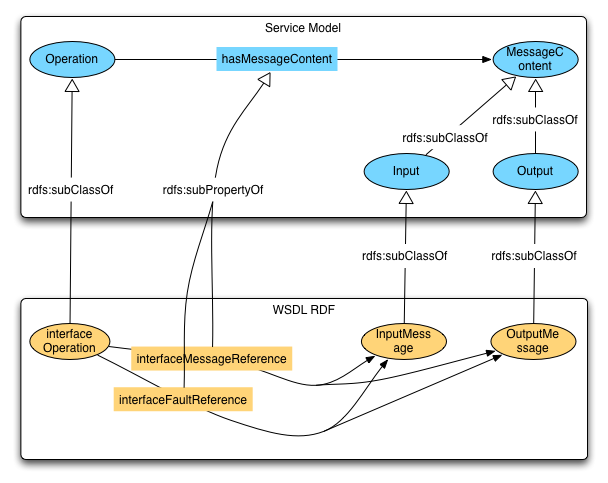 Service Model
Operation
hasMessageContent
MessageC
ontent
rdfs:subClassOf
rdfs:subClassOf
Input
Output
rdfs:subClassOf
rdfs:subPropertyOf
rdfs:subClassOf
rdfs:subClassOf
WSDL RDF
interface
Operation
InputMess
age
OutputMe
ssage
interfaceMessageReference
interfaceFaultReference